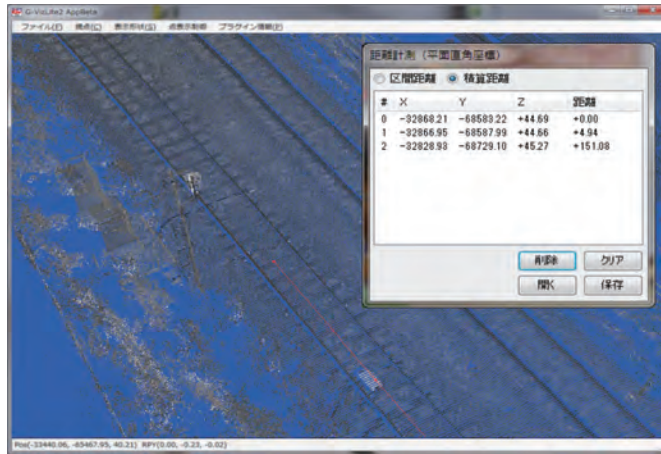 G-VizLite2 AppBeta
ファイル(F) 視点(C) 表示形状(S) 点表示制御 プラグイン情報(P)
距離計測 (平面直角座標)
区間距離 積算距離
# X Y Z 距離
0 -32868.21 -68583.22 +44.69 +0.00
1 -32866.95 -68587.99 +44.66 +4.94
2 -32828.93 -68729.10 +45.27 +151.08
削除 クリア
開く 保存
Pos(-33440.06, -65467.95, 40.21) RPY(0.00, -5.23, -0.02)